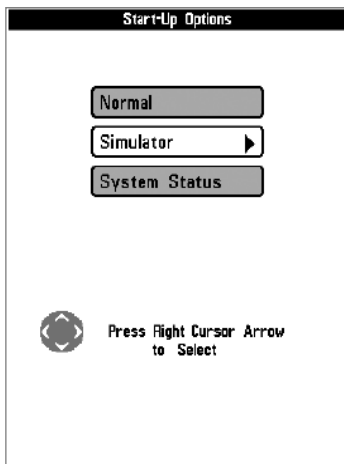 Start-Up Options
Normal
Simulator
System Status
Press Right Cursor Arrow
to Select